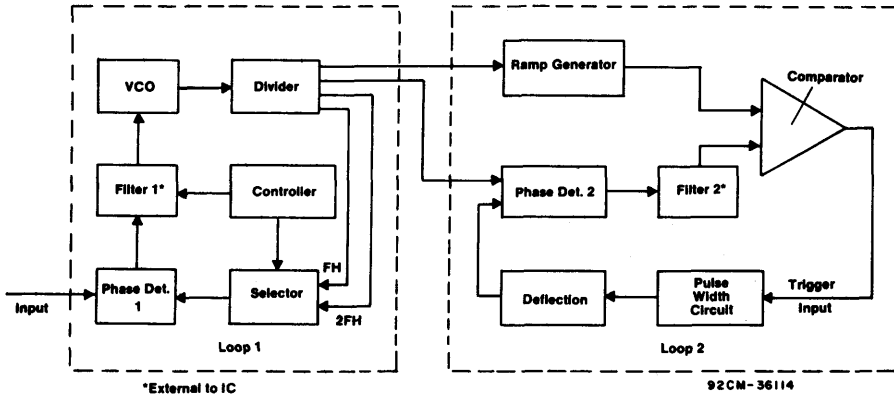 VCO
Divider
Filter 1*
Controller
Phase Det.
1
Selector
FH
2FH
Input
Loop 1
*External to IC
Ramp Generator
Comparator
Phase Det. 2
Filter 2*
Deflection
Pulse
Width
Circuit
Trigger
Input
Loop 2
92CM-36114